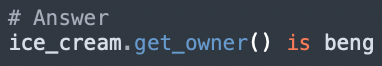 # Answer
ice_cream.get_owner() is beng